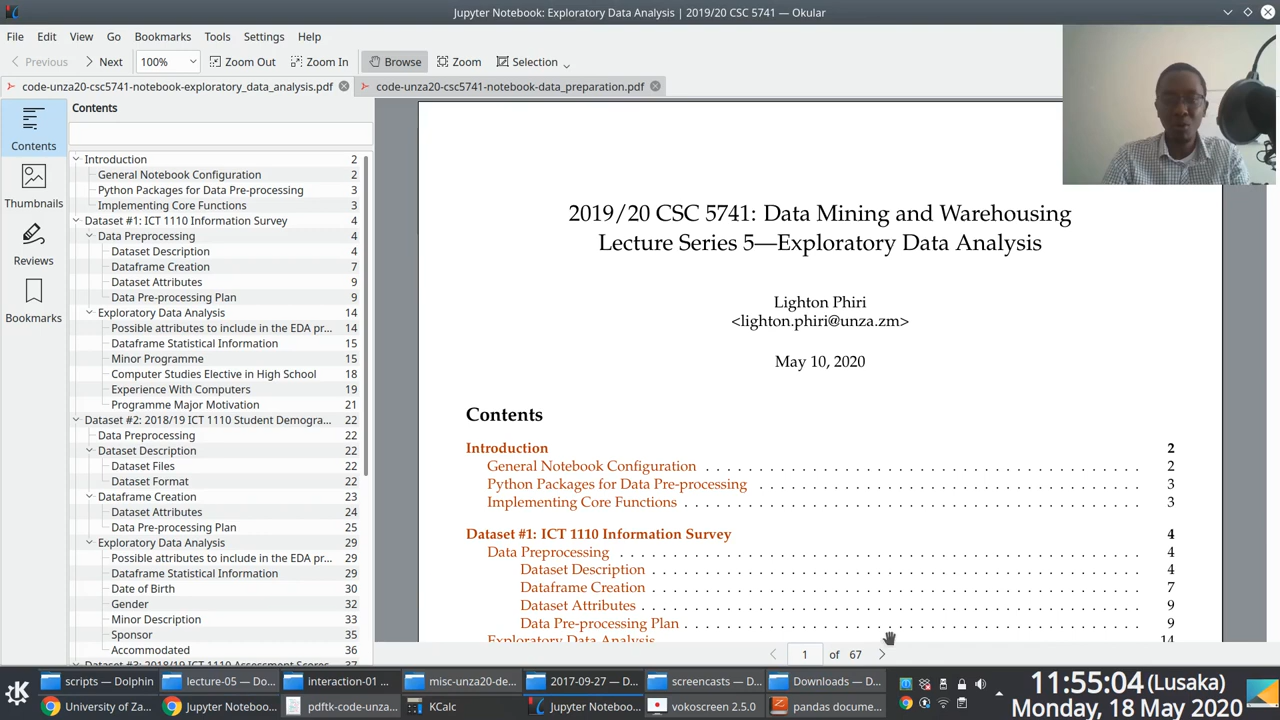 Jupyter Notebook: Exploratory Data Analysis | 2019/20 CSC 5741 — Okular
File Edit View Go Bookmarks Tools Settings Help
Previous Next 100% Zoom Out Zoom In Browse Zoom Selection
code-unza20-csc5741-notebook-exploratory_data_analysis.pdf code-unza20-csc5741-notebook-data_preparation.pdf
Contents
Thumbnails
Reviews
Bookmarks
Contents
Introduction 2
General Notebook Configuration 2
Python Packages for Data Pre-processing 3
Implementing Core Functions 3
Dataset #1: ICT 1110 Information Survey 4
Data Preprocessing 4
Dataset Description 4
Dataframe Creation 7
Dataset Attributes 9
Data Pre-processing Plan 9
Exploratory Data Analysis 14
Possible attributes to include in the EDA pr... 14
Dataframe Statistical Information 15
Minor Programme 15
Computer Studies Elective in High School 18
Experience With Computers 19
Programme Major Motivation 21
Dataset #2: 2018/19 ICT 1110 Student Demogra... 22
Data Preprocessing 22
Dataset Description 22
Dataset Files 22
Dataset Format 22
Dataframe Creation 23
Dataset Attributes 24
Data Pre-processing Plan 25
Exploratory Data Analysis 29
Possible attributes to include in the EDA pr... 29
Dataframe Statistical Information 29
Date of Birth 30
Gender 32
Minor Description 33
Sponsor 35
Accommodated 36
Dataset #3: 2018/19 ICT 1110 Assessment Scores 37
2019/20 CSC 5741: Data Mining and Warehousing
Lecture Series 5—Exploratory Data Analysis
Lighton Phiri
<lighton.phiri@unza.zm>
May 10, 2020
Contents
Introduction 2
General Notebook Configuration . . . . . . . . . . 2
Python Packages for Data Pre-processing . . . . . . . . . . 3
Implementing Core Functions . . . . . . . . . . 3
Dataset #1: ICT 1110 Information Survey 4
Data Preprocessing . . . . . . . . . . 4
Dataset Description . . . . . . . . . . 4
Dataframe Creation . . . . . . . . . . 7
Dataset Attributes . . . . . . . . . . 9
Data Pre-processing Plan . . . . . . . . . . 9
Exploratory Data Analysis 14
1 of 67
scripts — Dolphin lecture-05 — Do... interaction-01 ... misc-unza20-de... 2017-09-27 — D... screencasts — D... Downloads — D...
University of Za... Jupyter Notebo... pdftk-code-unza... KCalc Jupyter Notebo... vokoscreen 2.5.0 pandas docume...
11:55:04 (Lusaka)
Monday, 18 May 2020